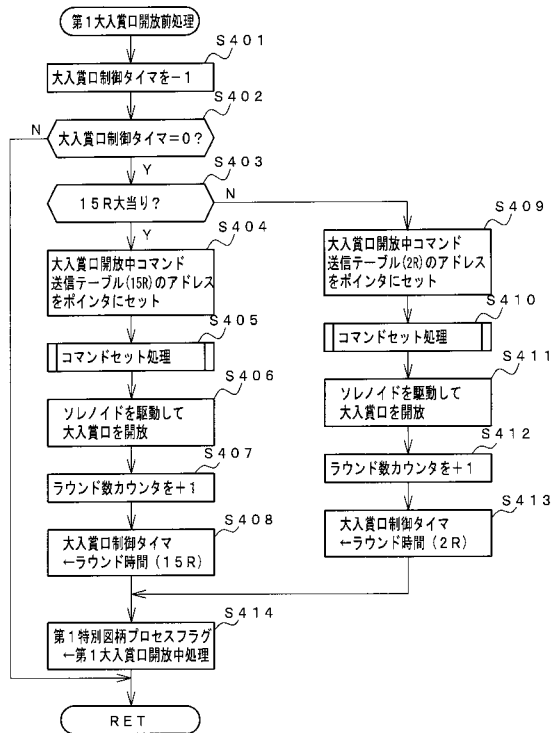 第1大入賞口開放前処理
S401
大入賞口制御タイマを－1
S402
N
大入賞口制御タイマ＝0？
Y
S403
15R大当り？
N
Y
S404
大入賞口開放中コマンド
送信テーブル(15R)のアドレス
をポインタにセット
S405
コマンドセット処理
S406
ソレノイドを駆動して
大入賞口を開放
S407
ラウンド数カウンタを＋1
S408
大入賞口制御タイマ
←ラウンド時間(15R)
S409
大入賞口開放中コマンド
送信テーブル(2R)のアドレス
をポインタにセット
S410
コマンドセット処理
S411
ソレノイドを駆動して
大入賞口を開放
S412
ラウンド数カウンタを＋1
S413
大入賞口制御タイマ
←ラウンド時間(2R)
S414
第1特別図柄プロセスフラグ
←第1大入賞口開放中処理
RET